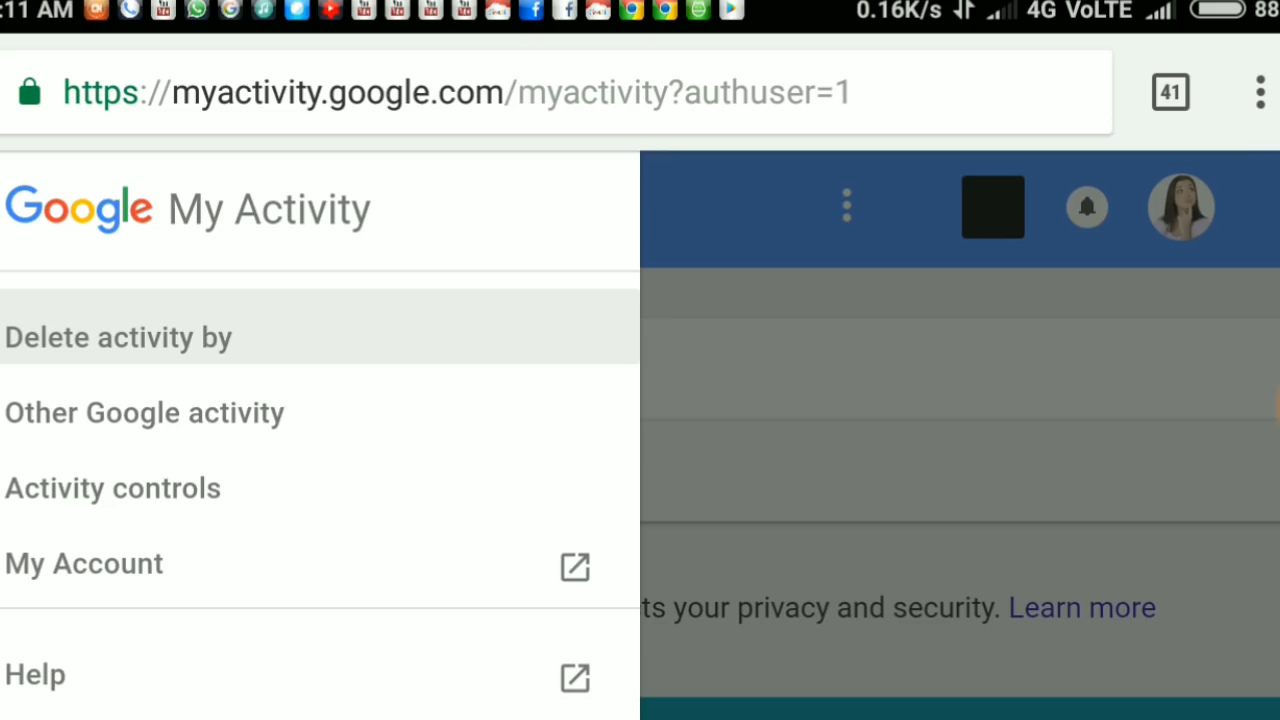 :11 AM 0.16K/s 4G VoLTE 88
https://myactivity.google.com/myactivity?authuser=1
41
Google My Activity
Delete activity by
Other Google activity
Activity controls
My Account
ts your privacy and security. Learn more
Help